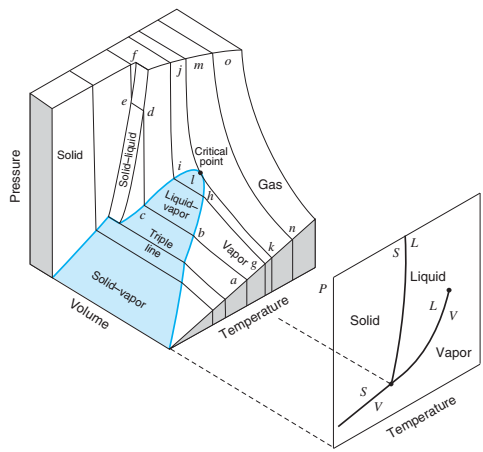 f
j
m
o
e
d
Solid
Solid–liquid
Critical
point
i
l
h
Gas
Liquid–
vapor
c
b
Vapor
Triple
line
n
k
g
a
Solid–vapor
Pressure
Volume
Temperature
P
S
L
Liquid
L
V
Solid
Vapor
S
V
Temperature